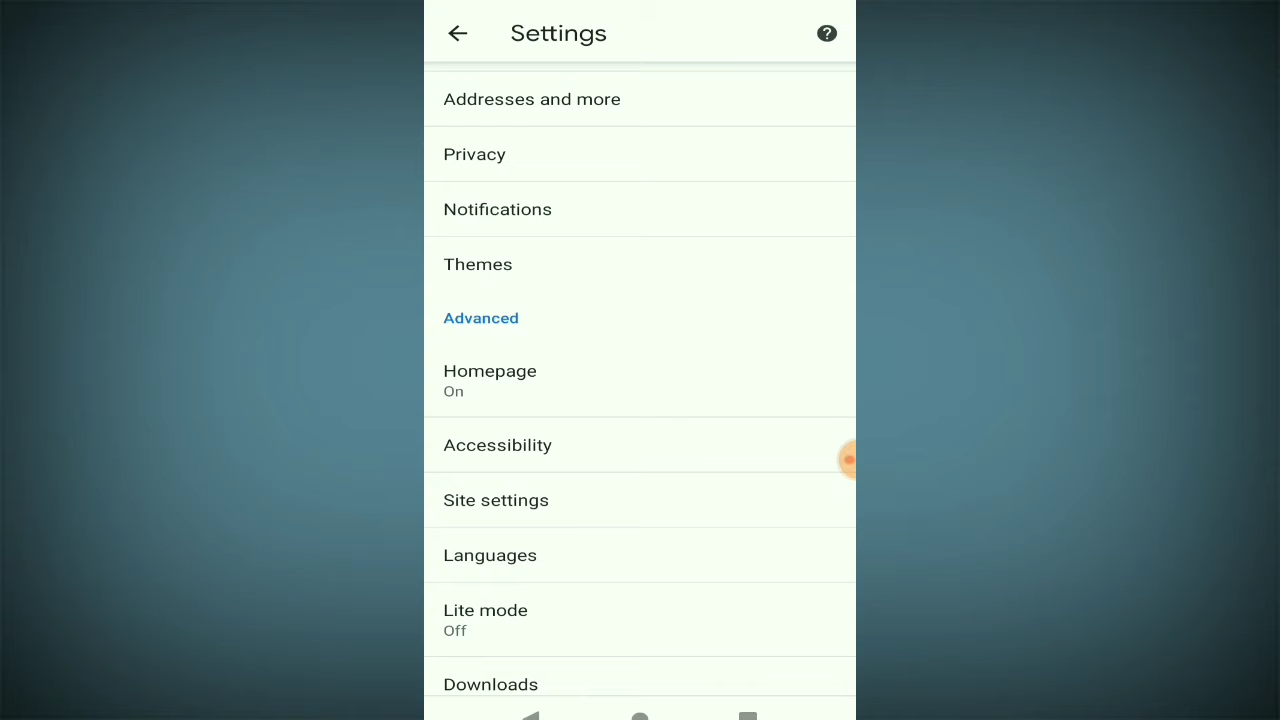 Settings
Addresses and more
Privacy
Notifications
Themes
Advanced
Homepage
On
Accessibility
Site settings
Languages
Lite mode
Off
Downloads